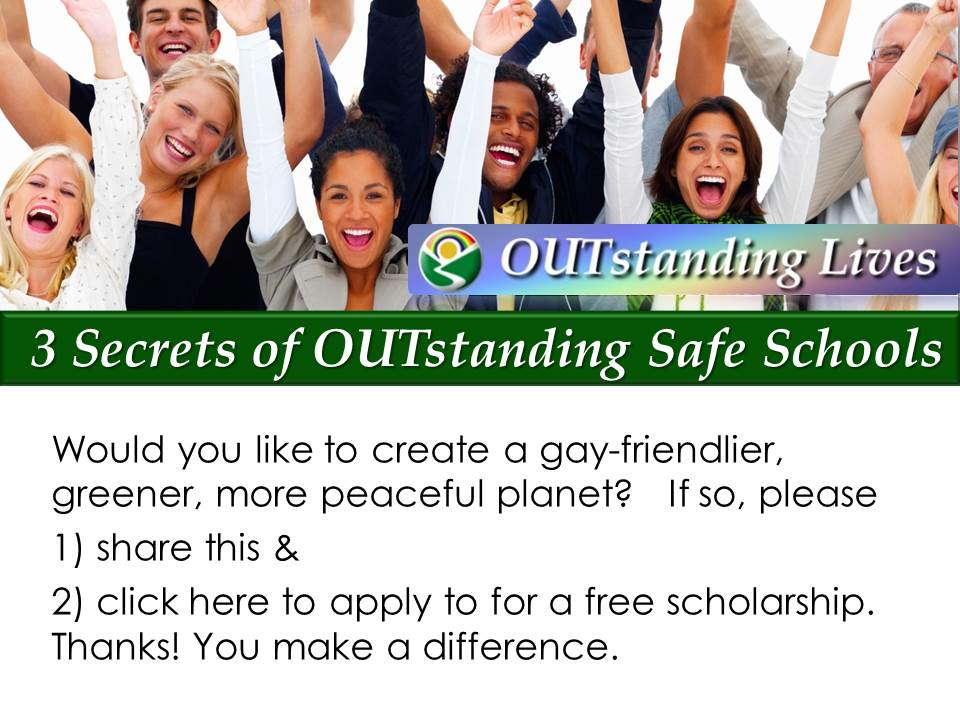 OUTstanding Lives
3 Secrets of OUTstanding Safe Schools
Would you like to create a gay-friendlier,
greener, more peaceful planet? If so, please
1) share this &
2) click here to apply to for a free scholarship.
Thanks! You make a difference.